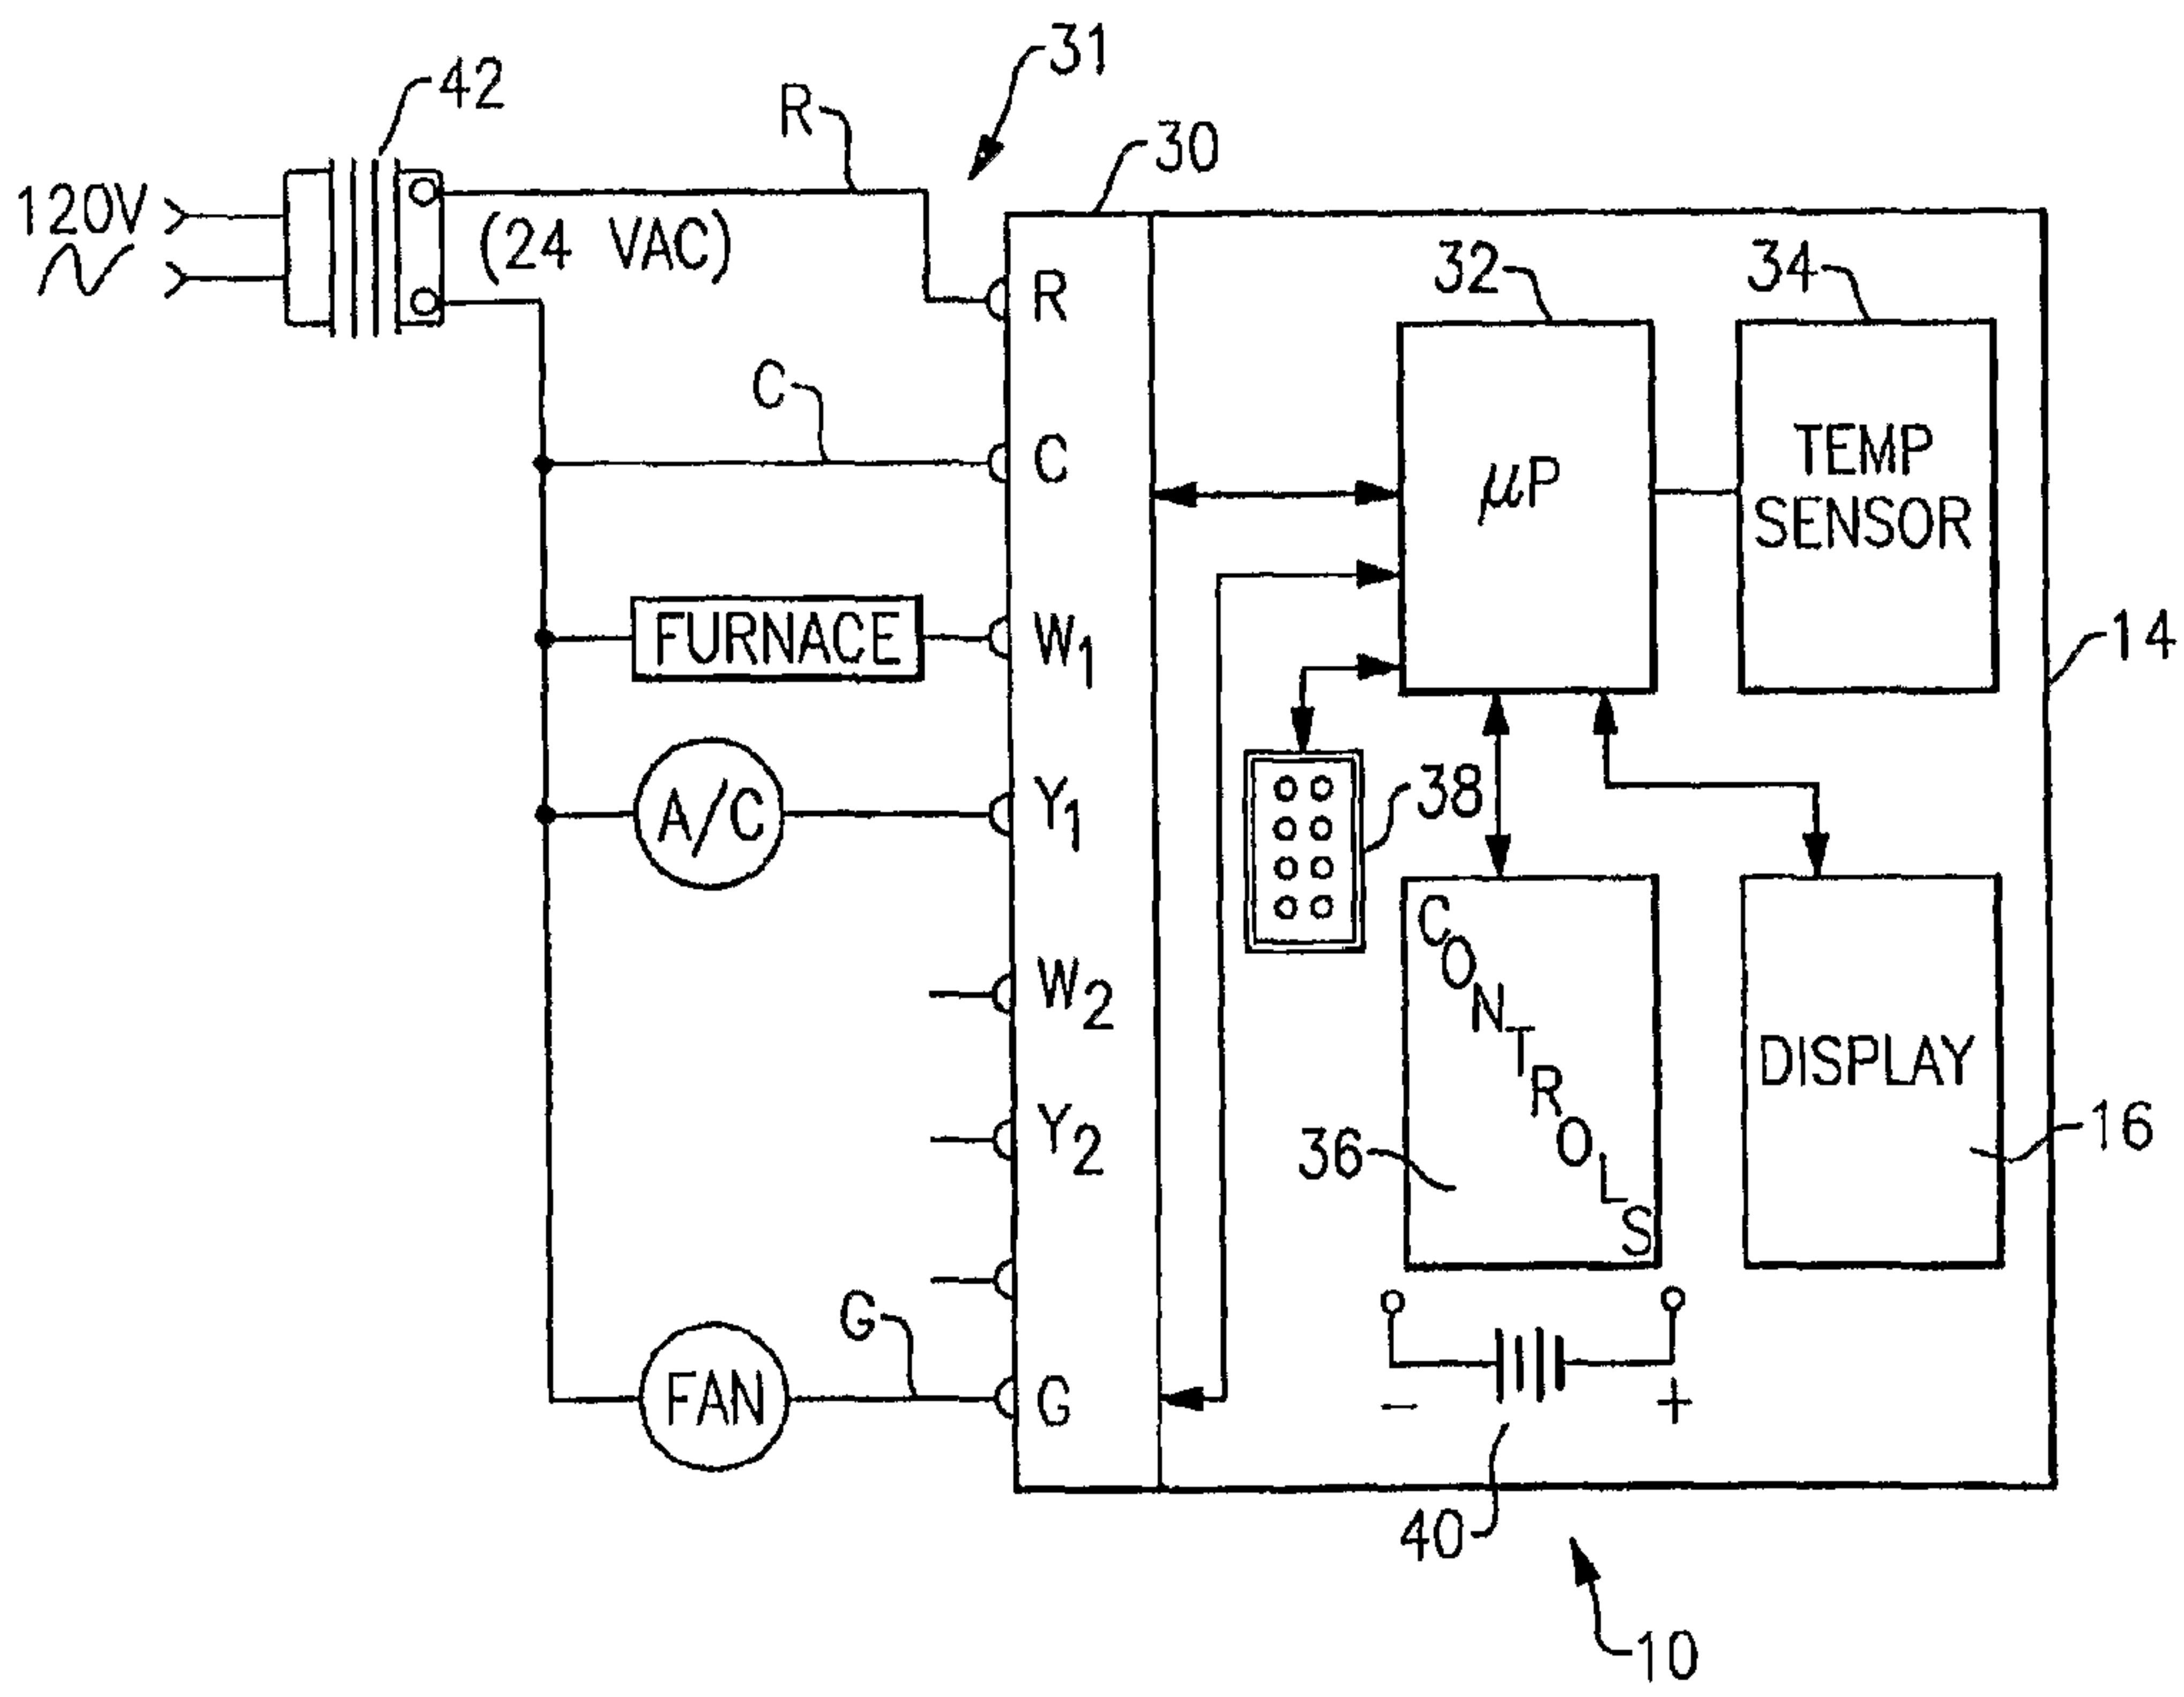 31
42
R
30
120V
(24 VAC)
R
32
34
C
C
μP
TEMP
SENSOR
14
FURNACE
W1
A/C
Y1
38
W2
CONTROLS
DISPLAY
Y2
36
16
G
FAN
G
- +
40
10